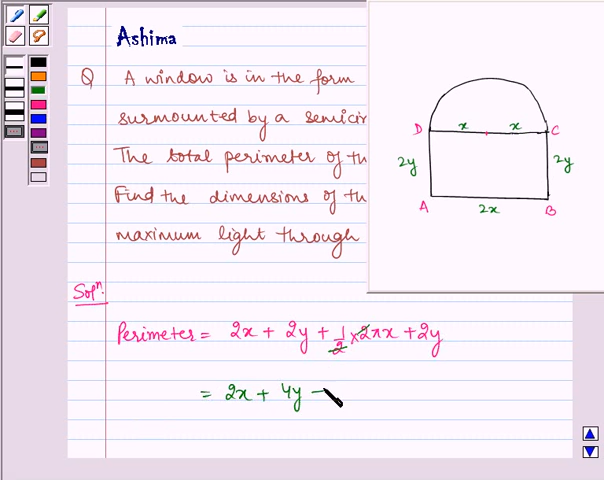 Ashima
Q A window is in the form
surmounted by a semicir
The total perimeter of th
Find the dimensions of th
maximum light through
Solⁿ.
Perimeter = 2x + 2y + 1/2 × 2πx + 2y
= 2x + 4y −
D x x C
2y 2y
A 2x B